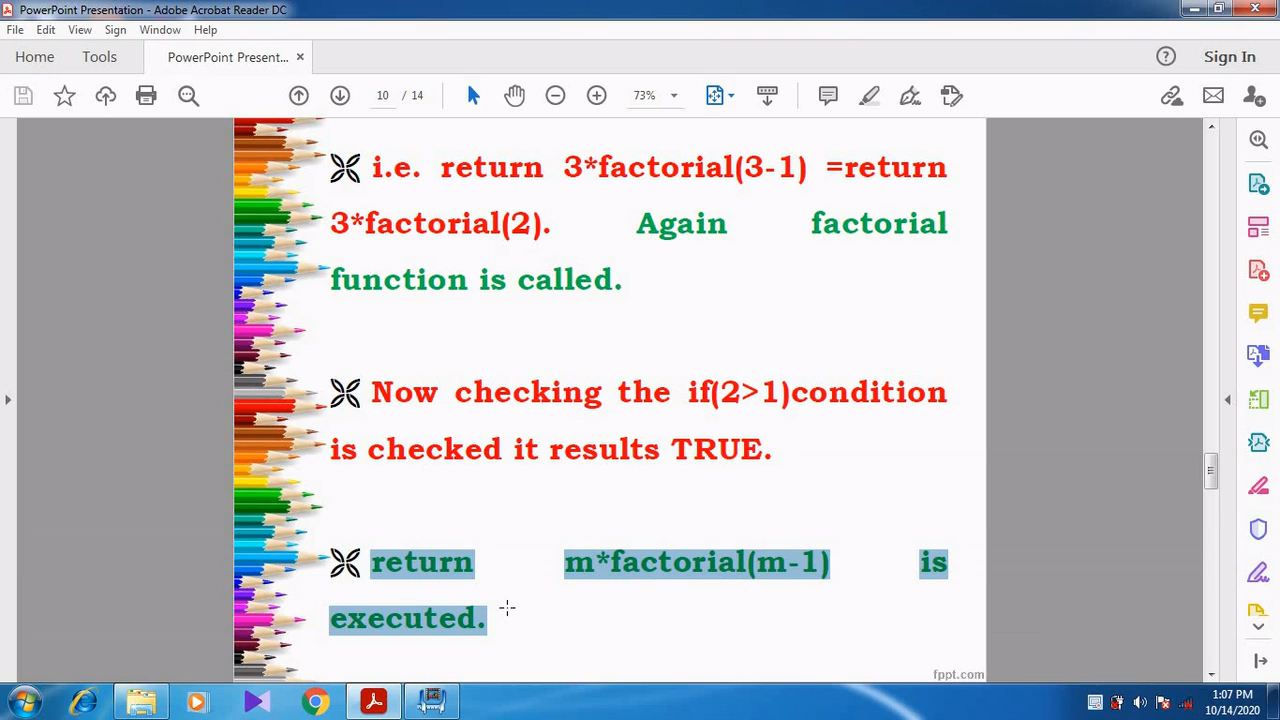 PowerPoint Presentation - Adobe Acrobat Reader DC
File Edit View Sign Window Help
Home Tools PowerPoint Present... × Sign In
10 / 14 73%
i.e. return 3*factorial(3-1) =return
3*factorial(2). Again factorial
function is called.
Now checking the if(2>1)condition
is checked it results TRUE.
return m*factorial(m-1) is
executed.
fppt.com
1:07 PM
10/14/2020